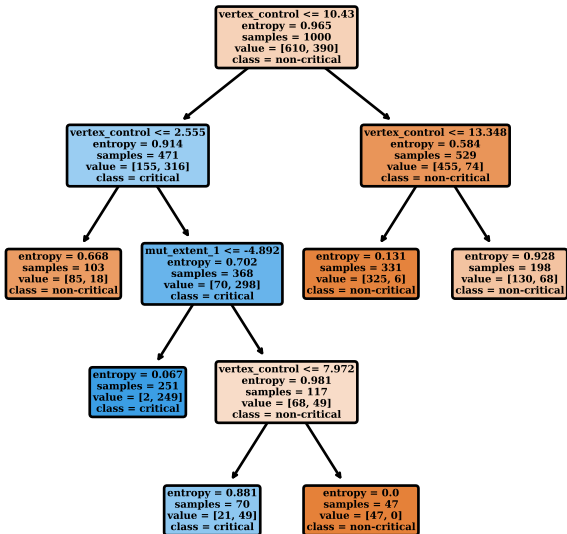 vertex_control <= 10.43
entropy = 0.965
samples = 1000
value = [610, 390]
class = non-critical
vertex_control <= 2.555
entropy = 0.914
samples = 471
value = [155, 316]
class = critical
vertex_control <= 13.348
entropy = 0.584
samples = 529
value = [455, 74]
class = non-critical
entropy = 0.668
samples = 103
value = [85, 18]
class = non-critical
mut_extent_1 <= -4.892
entropy = 0.702
samples = 368
value = [70, 298]
class = critical
entropy = 0.131
samples = 331
value = [325, 6]
class = non-critical
entropy = 0.928
samples = 198
value = [130, 68]
class = non-critical
entropy = 0.067
samples = 251
value = [2, 249]
class = critical
vertex_control <= 7.972
entropy = 0.981
samples = 117
value = [68, 49]
class = non-critical
entropy = 0.881
samples = 70
value = [21, 49]
class = critical
entropy = 0.0
samples = 47
value = [47, 0]
class = non-critical